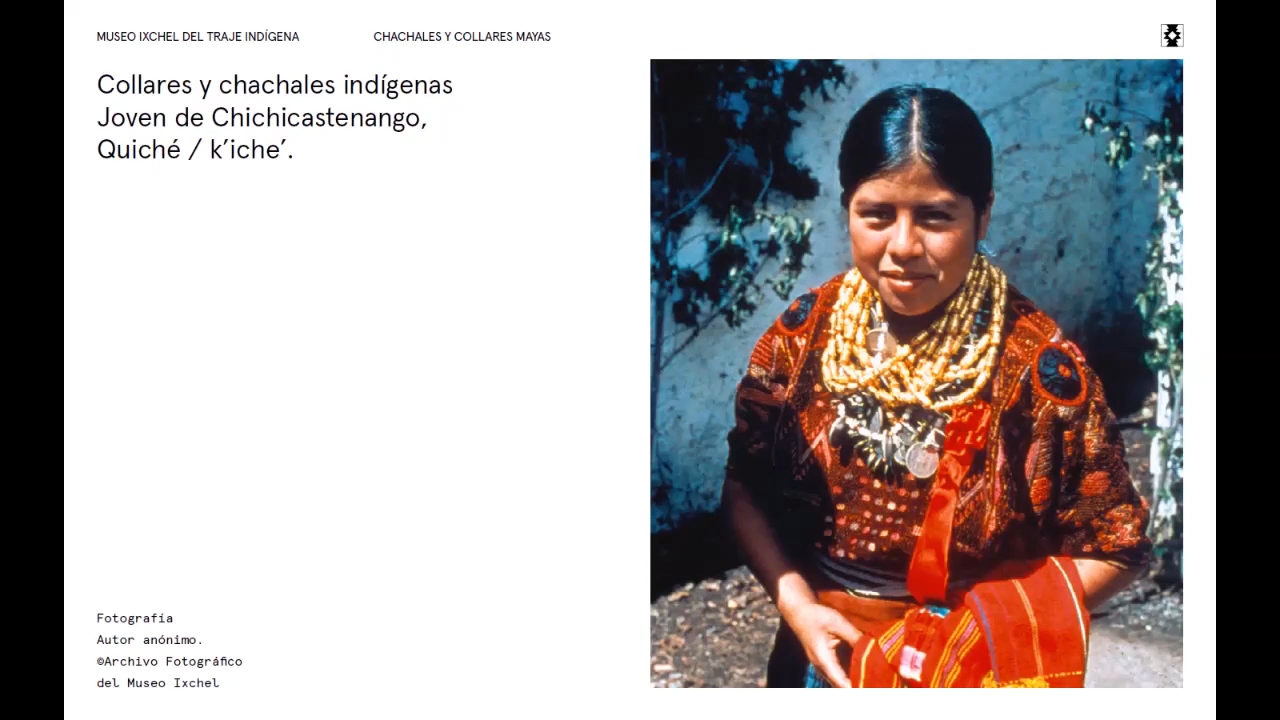 MUSEO IXCHEL DEL TRAJE INDÍGENA
CHACHALES Y COLLARES MAYAS
Collares y chachales indígenas
Joven de Chichicastenango,
Quiché / k’iche’.
Fotografía
Autor anónimo.
©Archivo Fotográfico
del Museo Ixchel